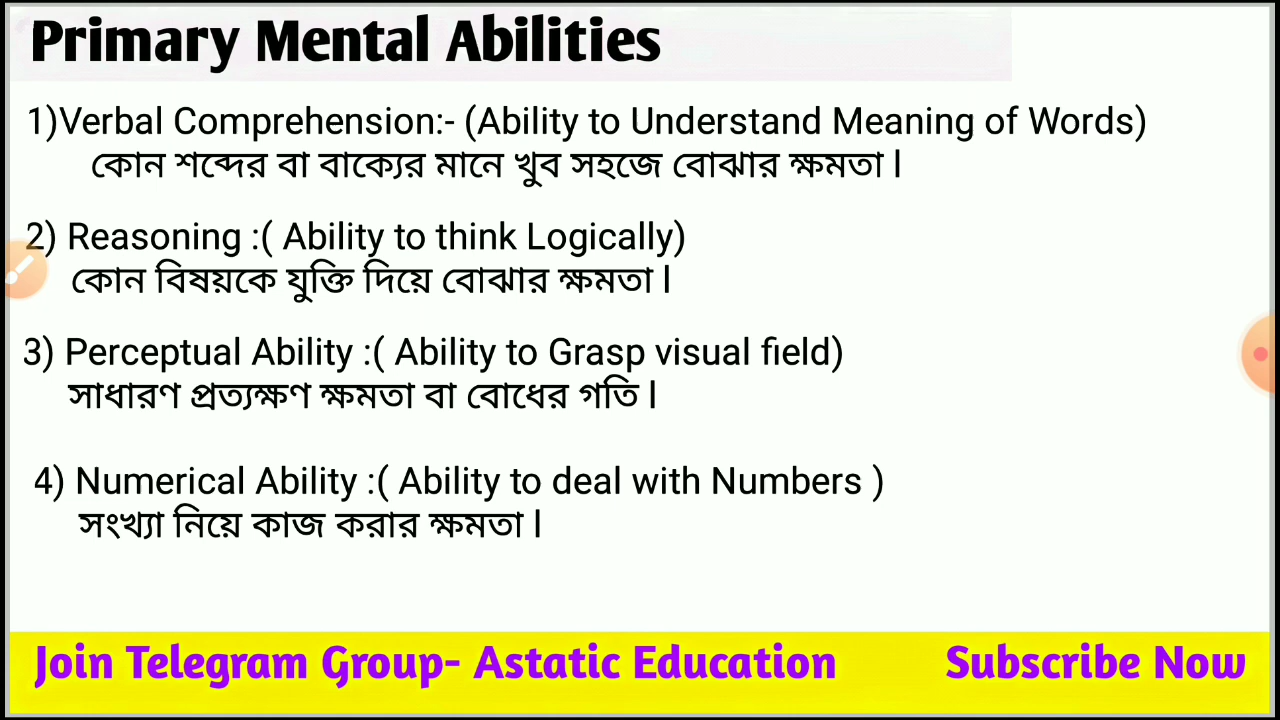 Primary Mental Abilities
1)Verbal Comprehension:- (Ability to Understand Meaning of Words)
কোন শব্দের বা বাক্যের মানে খুব সহজে বোঝার ক্ষমতা l
2) Reasoning :( Ability to think Logically)
কোন বিষয়কে যুক্তি দিয়ে বোঝার ক্ষমতা l
3) Perceptual Ability :( Ability to Grasp visual field)
সাধারণ প্রত্যক্ষণ ক্ষমতা বা বোধের গতি l
4) Numerical Ability :( Ability to deal with Numbers )
সংখ্যা নিয়ে কাজ করার ক্ষমতা l
Join Telegram Group- Astatic Education Subscribe Now